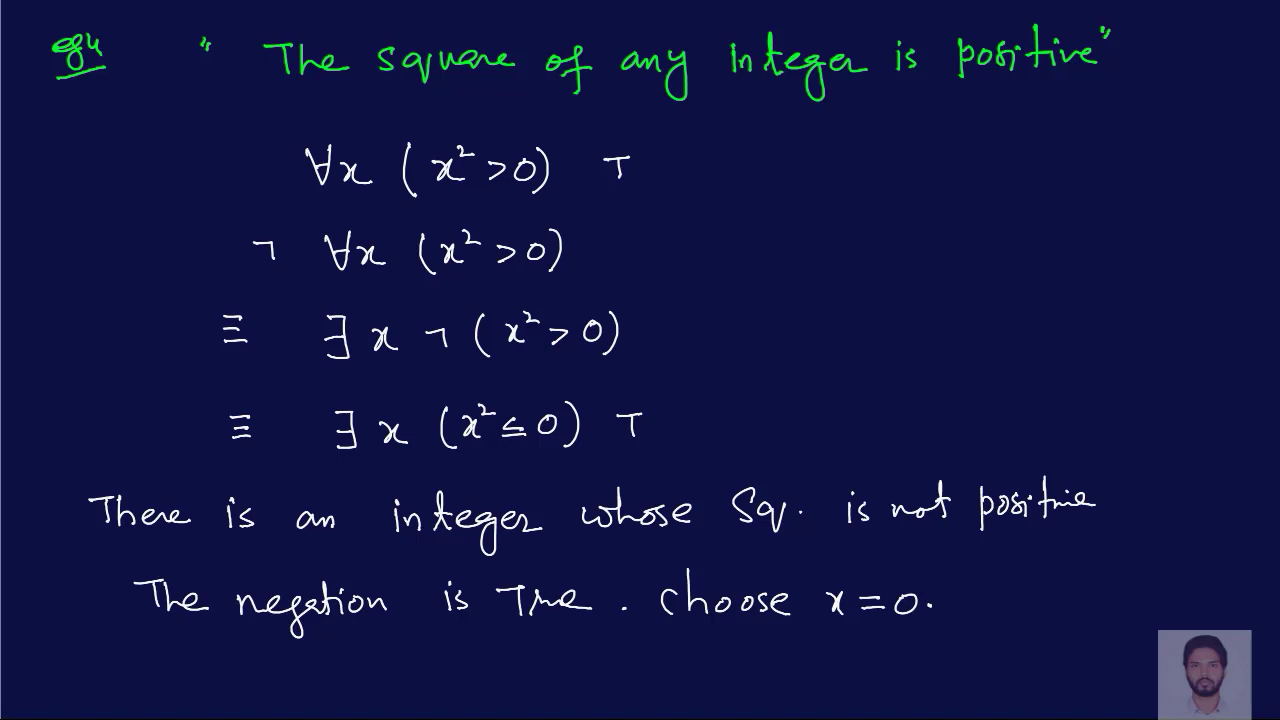 eg4 " The square of any integer is positive"
∀x (x² > 0) T
¬ ∀x (x² > 0)
≡ ∃x ¬(x² > 0)
≡ ∃x (x² ≤ 0) T
There is an integer whose Sq. is not positive
The negation is True. choose x = 0.